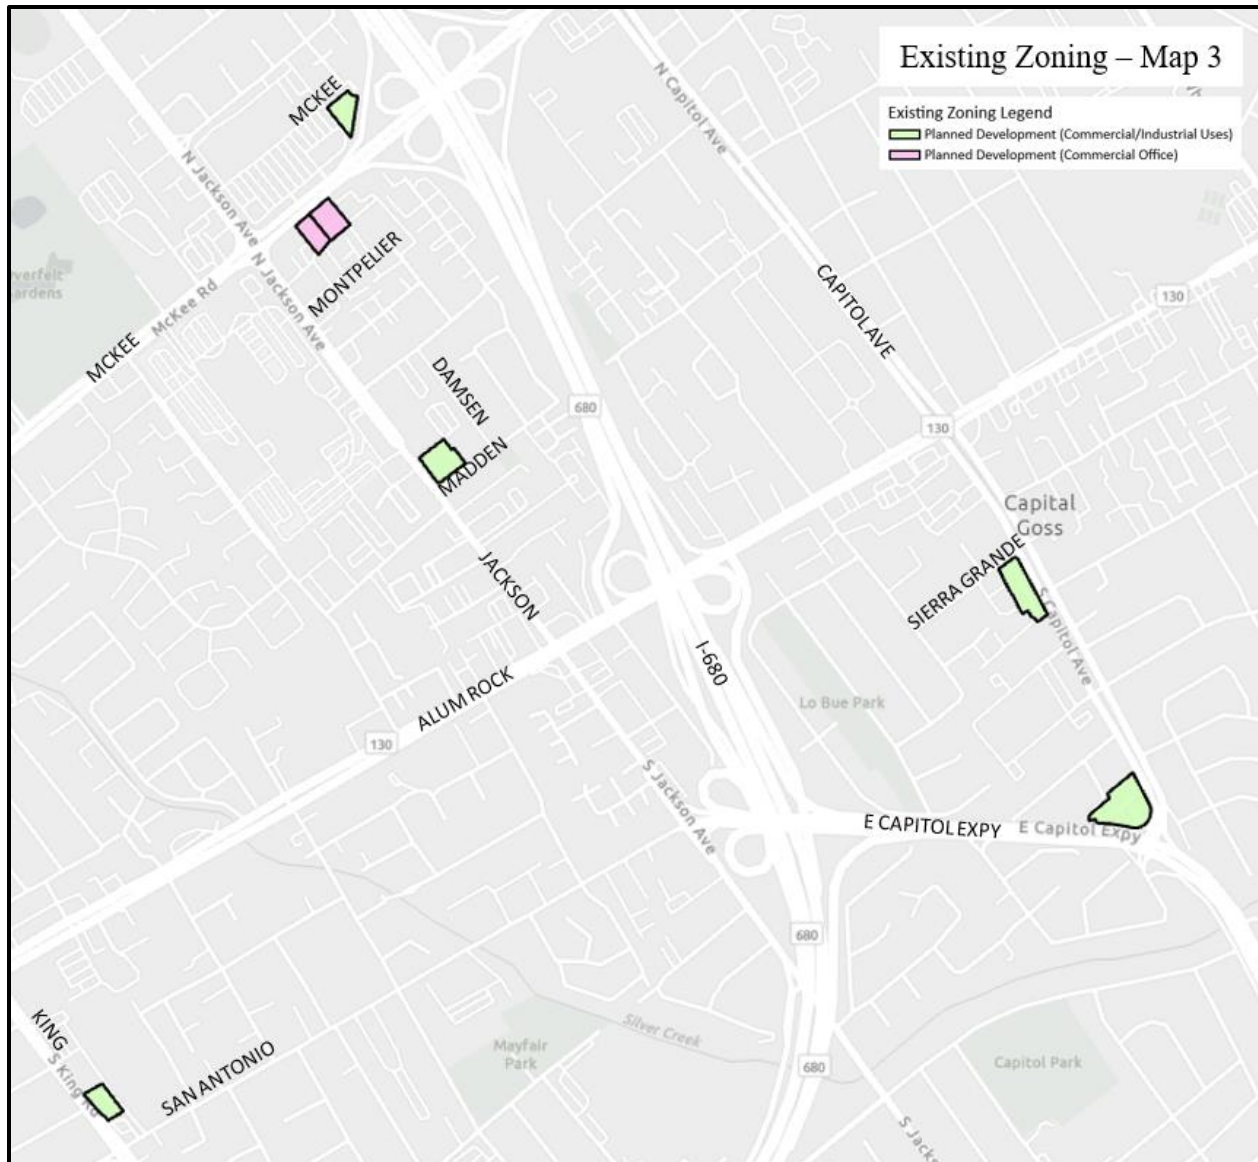 Existing Zoning – Map 3
Existing Zoning Legend
Planned Development (Commercial/Industrial Uses)
Planned Development (Commercial Office)
MCKEE
N Capitol Ave
N Jackson Ave
N Jackson Ave
MONTPELIER
McKee Rd
MCKEE
CAPITOL AVE
130
DAMSEN
680
130
MADDEN
Capital
Goss
JACKSON
SIERRA GRANDE
S Capitol Ave
I-680
ALUM ROCK
130
Lo Bue Park
S Jackson Ave
E CAPITOL EXPY
E Capitol Expy
680
KING
S King Rd
SAN ANTONIO
Silver Creek
Mayfair
Park
680
Capitol Park